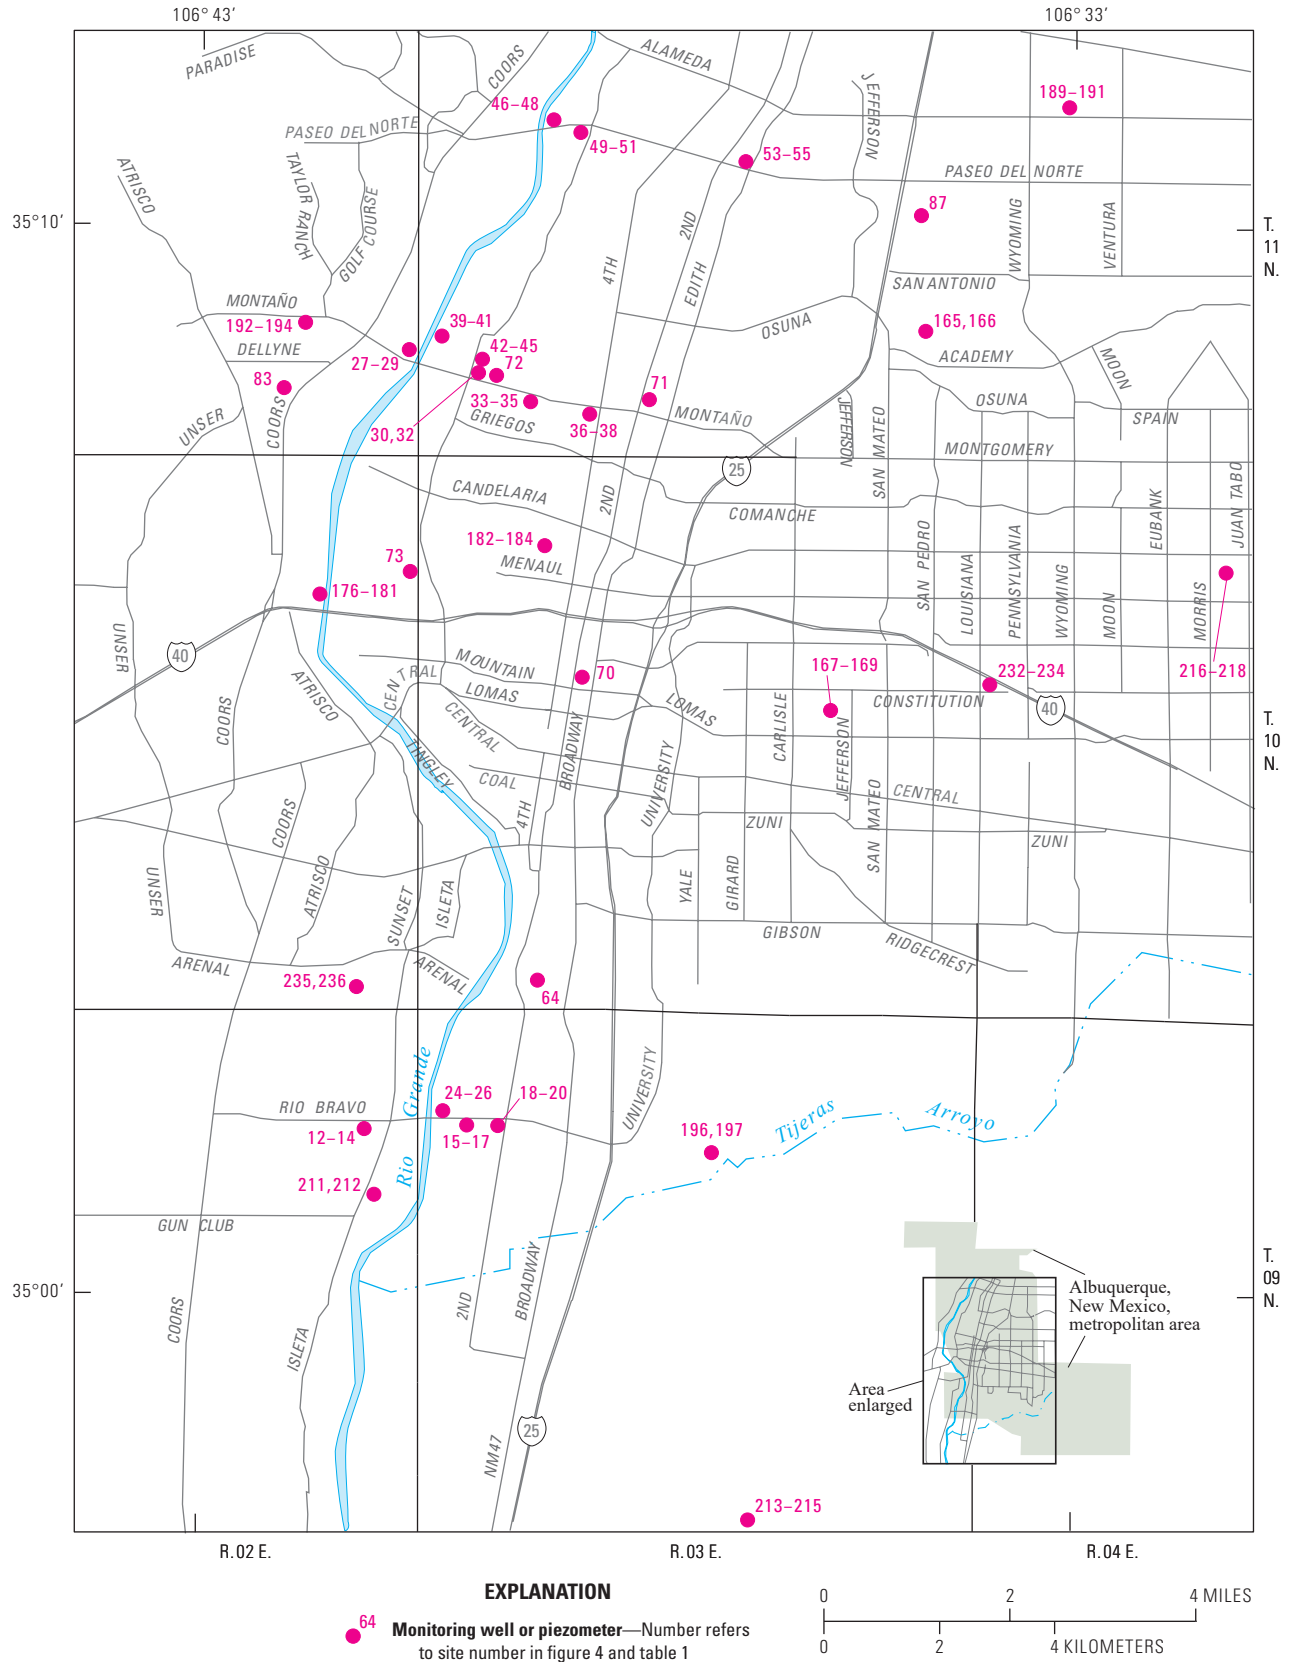 106°43′
106°33′
PARADISE
COORS
ALAMEDA
JEFFERSON
189–191
46–48
PASEO DEL NORTE
49–51
53–55
ATRISCO
TAYLOR RANCH
GOLF COURSE
PASEO DEL NORTE
87
35°10′
T.
11
N.
2ND
4TH
EDITH
WYOMING
VENTURA
SAN ANTONIO
MONTAÑO
192–194
39–41
OSUNA
165,166
DELLYNE
27–29
42–45
72
ACADEMY
MOON
83
71
33–35
OSUNA
UNSER
COORS
30,32
GRIEGOS
36–38
MONTAÑO
JEFFERSON
SAN MATEO
SPAIN
MONTGOMERY
25
CANDELARIA
2ND
COMANCHE
EUBANK
JUAN TABO
182–184
MENAUL
73
SAN PEDRO
LOUISIANA
PENNSYLVANIA
WYOMING
MOON
MORRIS
176–181
UNSER
40
MOUNTAIN
CENTRAL
LOMAS
70
167–169
232–234
216–218
ATRISCO
COORS
CENTRAL
LOMAS
CARLISLE
CONSTITUTION
40
T.
10
N.
TINGLEY
COAL
BROADWAY
UNIVERSITY
JEFFERSON
CENTRAL
4TH
COORS
ZUNI
SAN MATEO
ZUNI
UNSER
ATRISCO
SUNSET
ISLETA
YALE
GIRARD
GIBSON
RIDGECREST
ARENAL
ARENAL
235,236
64
Rio Grande
UNIVERSITY
24–26
18–20
RIO BRAVO
12–14
15–17
196,197
Tijeras Arroyo
211,212
GUN CLUB
35°00′
T.
09
N.
COORS
ISLETA
2ND
BROADWAY
Albuquerque,
New Mexico,
metropolitan area
Area
enlarged
25
NM47
213–215
R. 02 E.
R. 03 E.
R. 04 E.
EXPLANATION
64
Monitoring well or piezometer—Number refers
to site number in figure 4 and table 1
0 2 4 MILES
0 2 4 KILOMETERS